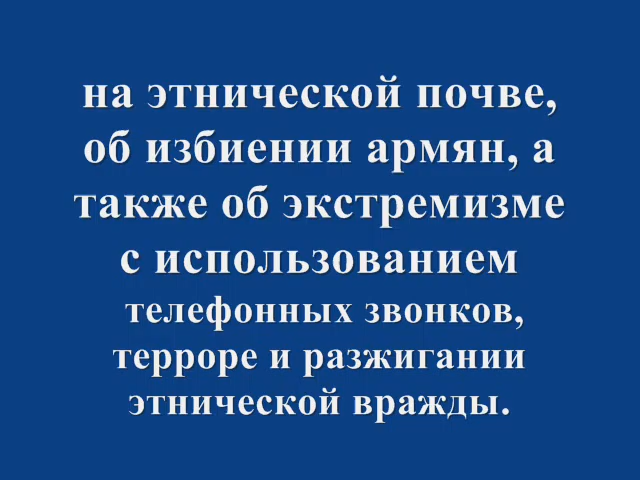 на этнической почве,
об избиении армян, а
также об экстремизме
с использованием
телефонных звонков,
терроре и разжигании
этнической вражды.